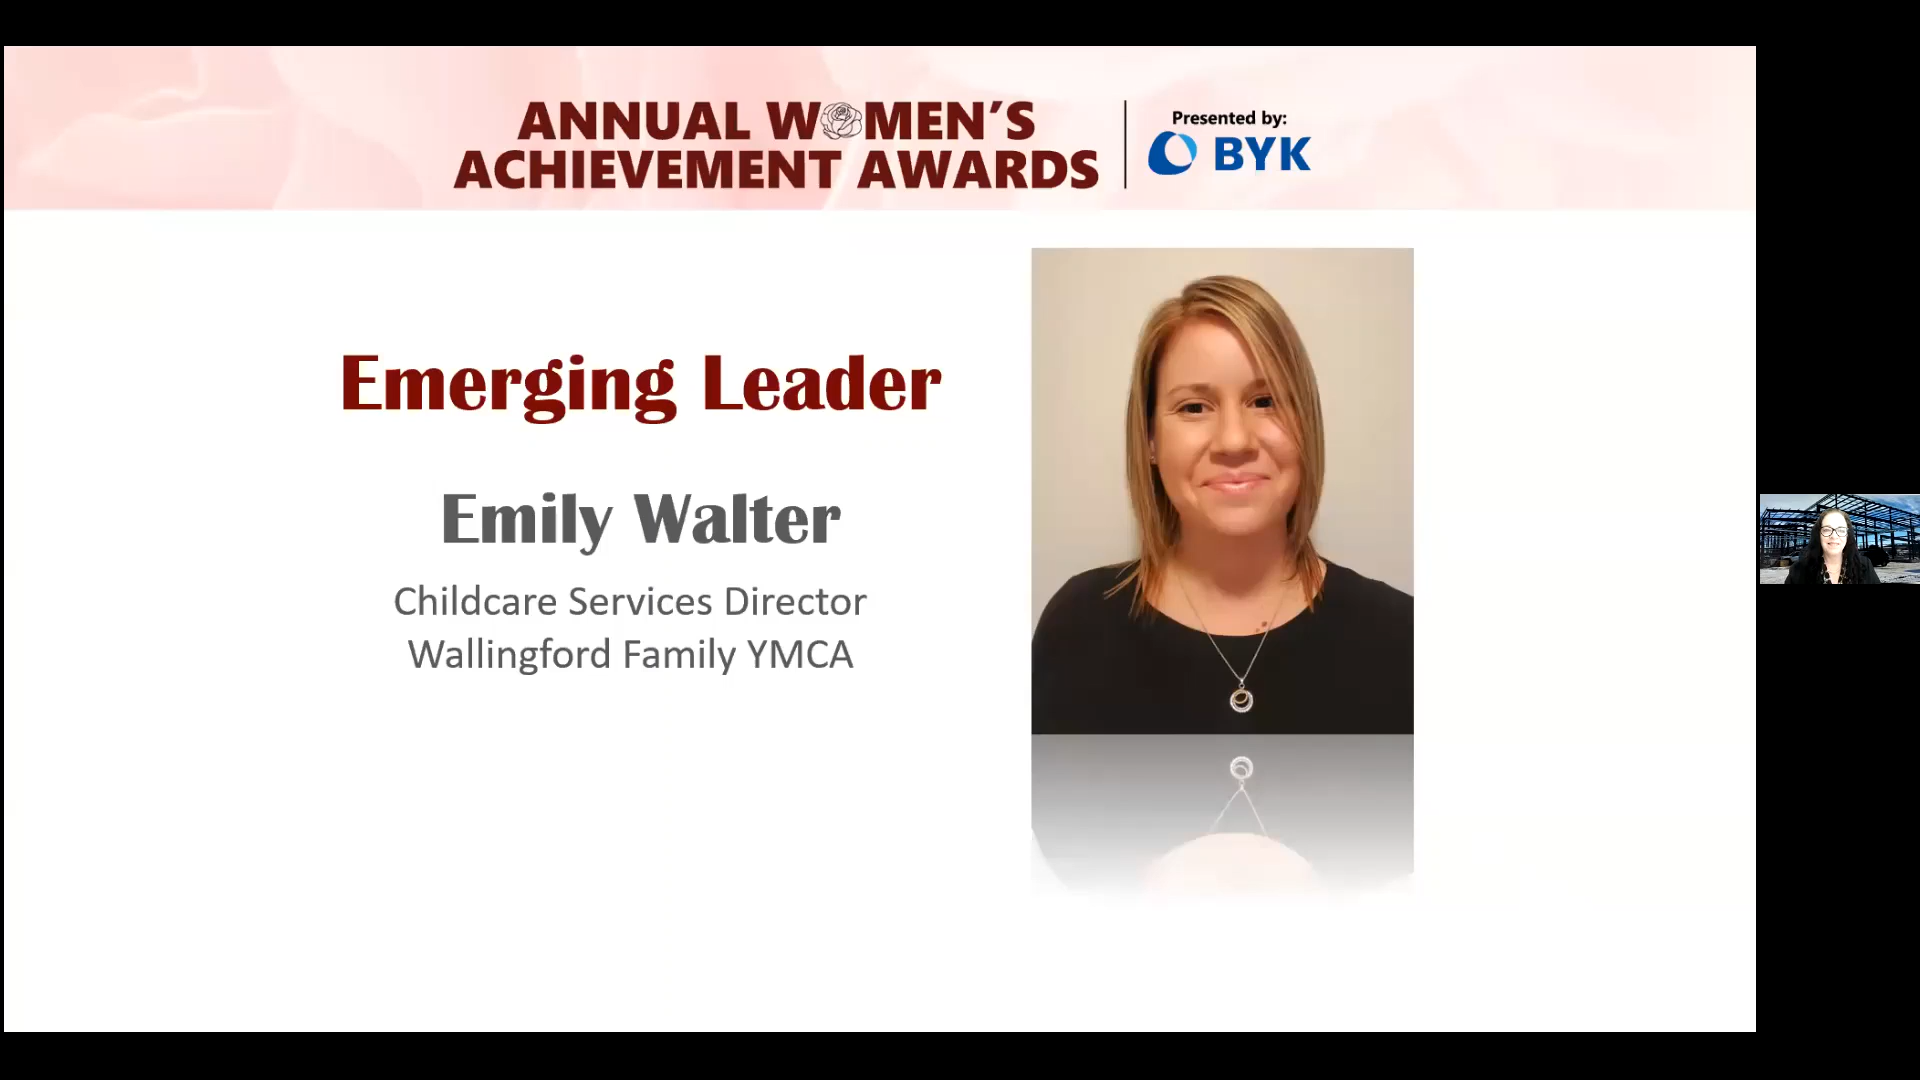 ANNUAL WOMEN'S
ACHIEVEMENT AWARDS
Presented by:
BYK
Emerging Leader
Emily Walter
Childcare Services Director
Wallingford Family YMCA